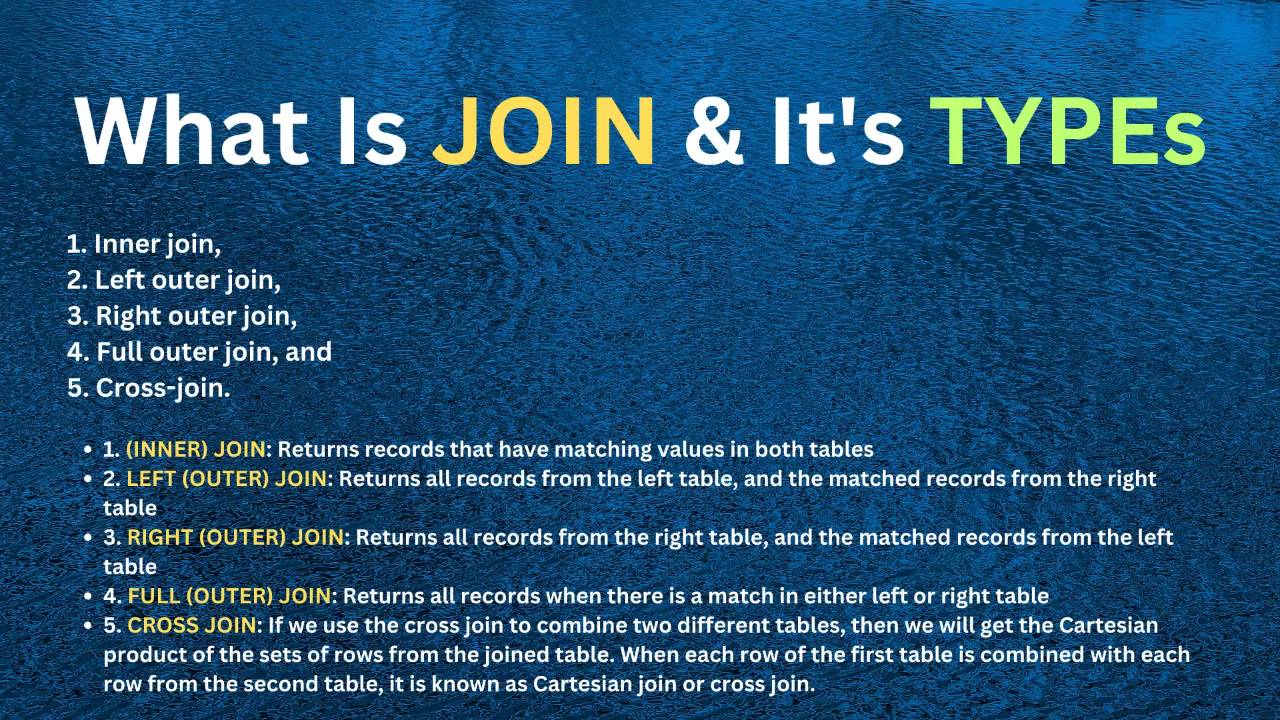 What Is JOIN & It's TYPEs
1. Inner join,
2. Left outer join,
3. Right outer join,
4. Full outer join, and
5. Cross-join.
• 1. (INNER) JOIN: Returns records that have matching values in both tables
• 2. LEFT (OUTER) JOIN: Returns all records from the left table, and the matched records from the right
table
• 3. RIGHT (OUTER) JOIN: Returns all records from the right table, and the matched records from the left
table
• 4. FULL (OUTER) JOIN: Returns all records when there is a match in either left or right table
• 5. CROSS JOIN: If we use the cross join to combine two different tables, then we will get the Cartesian
product of the sets of rows from the joined table. When each row of the first table is combined with each
row from the second table, it is known as Cartesian join or cross join.